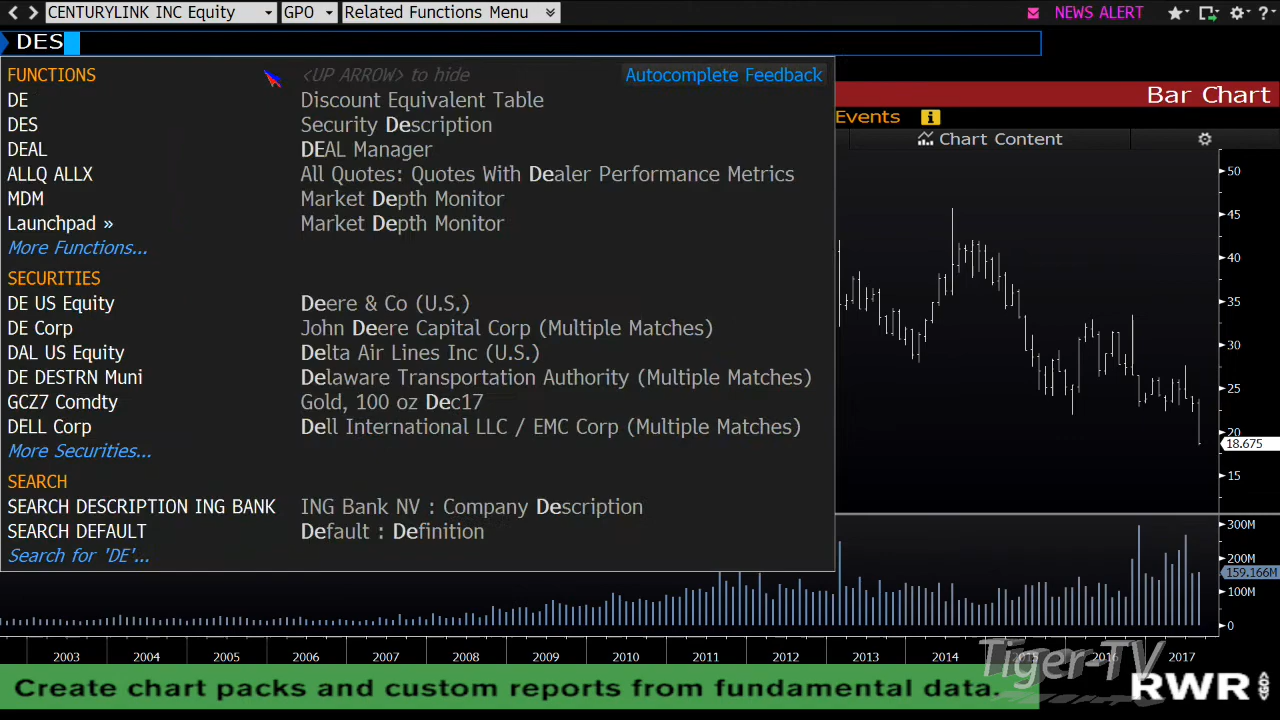 CENTURYLINK INC Equity GPO Related Functions Menu NEWS ALERT ?
DES
FUNCTIONS <UP ARROW> to hide Autocomplete Feedback
DE Discount Equivalent Table
DES Security Description
DEAL DEAL Manager
ALLQ ALLX All Quotes: Quotes With Dealer Performance Metrics
MDM Market Depth Monitor
Launchpad » Market Depth Monitor
More Functions...
SECURITIES
DE US Equity Deere & Co (U.S.)
DE Corp John Deere Capital Corp (Multiple Matches)
DAL US Equity Delta Air Lines Inc (U.S.)
DE DESTRN Muni Delaware Transportation Authority (Multiple Matches)
GCZ7 Comdty Gold, 100 oz Dec17
DELL Corp Dell International LLC / EMC Corp (Multiple Matches)
More Securities...
SEARCH
SEARCH DESCRIPTION ING BANK ING Bank NV : Company Description
SEARCH DEFAULT Default : Definition
Search for 'DE'...
Bar Chart
Events i
Chart Content
50
45
40
35
30
25
20
18.675
15
300M
200M
159.166M
100M
0
2003 2004 2005 2006 2007 2008 2009 2010 2011 2012 2013 2014 2015 2016 2017
Tiger-TV
Create chart packs and custom reports from fundamental data.
RWR